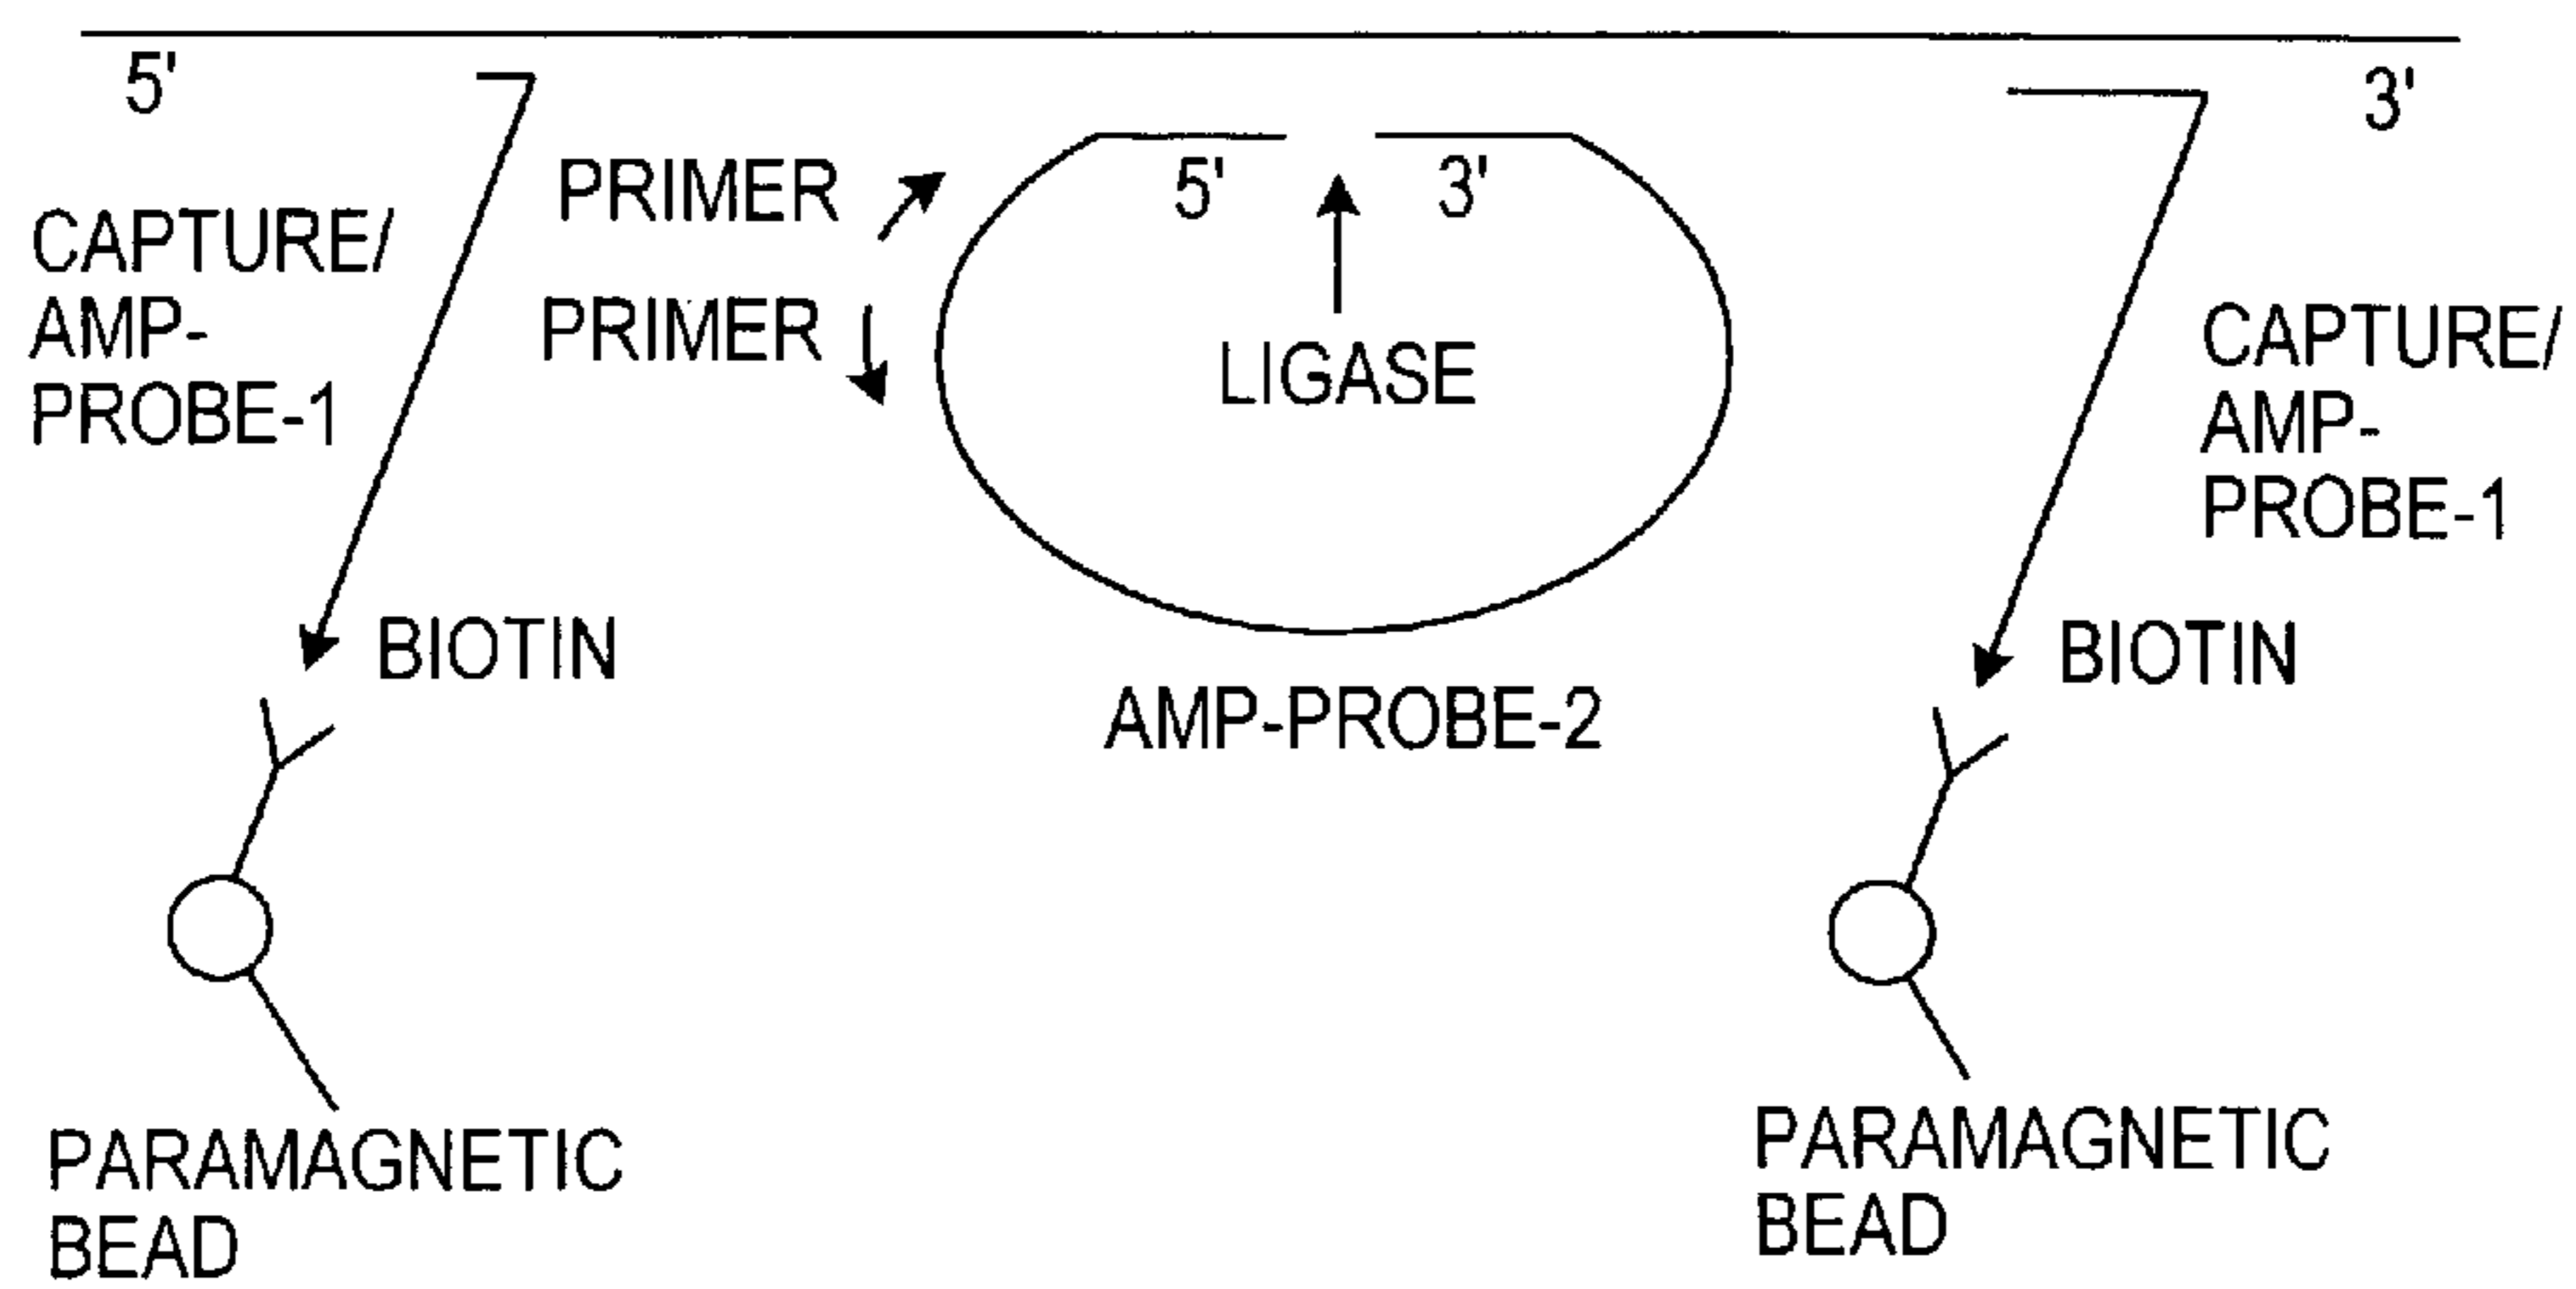 5'
3'
PRIMER
5'
3'
CAPTURE/
AMP-
PROBE-1
PRIMER
LIGASE
CAPTURE/
AMP-
PROBE-1
BIOTIN
AMP-PROBE-2
BIOTIN
PARAMAGNETIC
BEAD
PARAMAGNETIC
BEAD